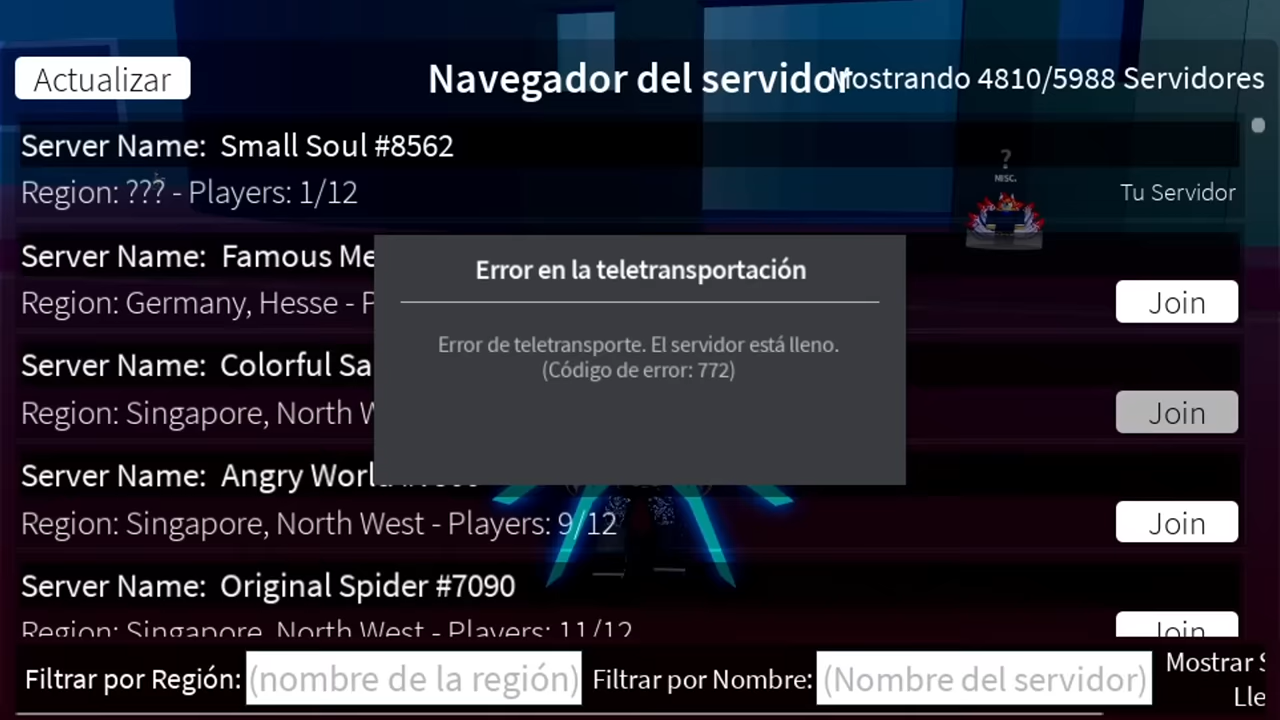 Actualizar
Navegador del servidor
Mostrando 4810/5988 Servidores
Server Name: Small Soul #8562
Region: ??? - Players: 1/12
Tu Servidor
?
MISC.
Server Name: Famous Me
Region: Germany, Hesse - P
Join
Error en la teletransportación
Error de teletransporte. El servidor está lleno.
(Código de error: 772)
Server Name: Colorful Sa
Region: Singapore, North W
Join
Server Name: Angry World
Region: Singapore, North West - Players: 9/12
Join
Server Name: Original Spider #7090
Region: Singapore, North West - Players: 11/12
Join
Filtrar por Región: (nombre de la región) Filtrar por Nombre: (Nombre del servidor)
Mostrar S
Lle